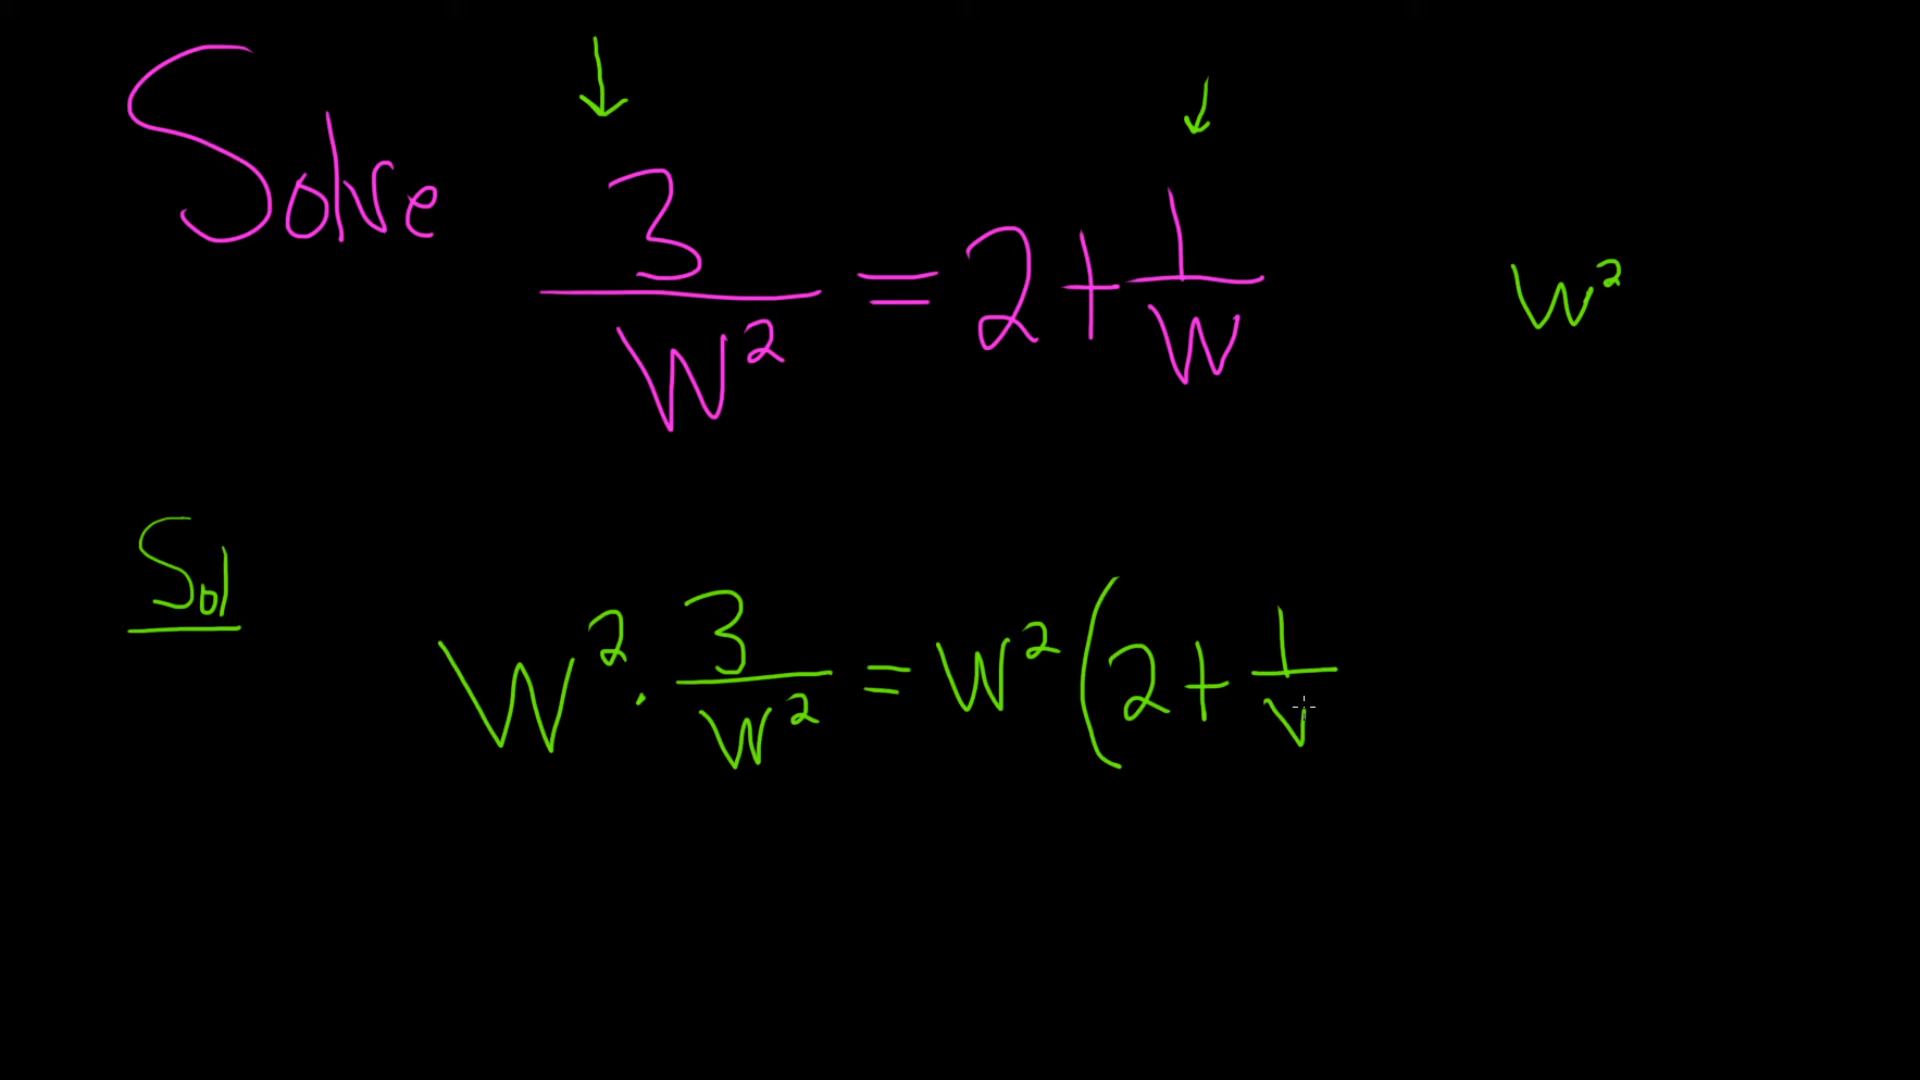 Solve 3/W² = 2 + 1/W
W²
Sol
W² · 3/W² = W² (2 + 1/